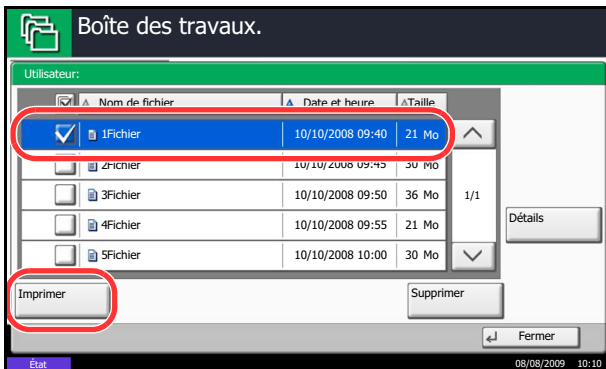 Boîte des travaux.
Utilisateur:
Nom de fichier Date et heure Taille
1Fichier 10/10/2008 09:40 21 Mo
2Fichier 10/10/2008 09:45 30 Mo
3Fichier 10/10/2008 09:50 36 Mo 1/1
4Fichier 10/10/2008 09:55 21 Mo Détails
5Fichier 10/10/2008 10:00 30 Mo
Imprimer Supprimer
Fermer
État 08/08/2009 10:10